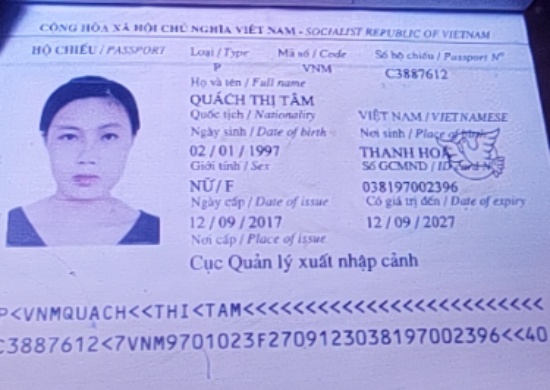 CỘNG HÒA XÃ HỘI CHỦ NGHĨA VIỆT NAM - SOCIALIST REPUBLIC OF VIETNAM
HỘ CHIẾU / PASSPORT Loại / Type Mã số / Code Số hộ chiếu / Passport Nº
P VNM C3887612
Họ và tên / Full name
QUÁCH THỊ TÂM
Quốc tịch / Nationality VIỆT NAM / VIETNAMESE
Ngày sinh / Date of birth Nơi sinh / Place of birth
02 / 01 / 1997 THANH HOÁ
Giới tính / Sex Số GCMND / ID Card Nº
NỮ / F 038197002396
Ngày cấp / Date of issue Có giá trị đến / Date of expiry
12 / 09 / 2017 12 / 09 / 2027
Nơi cấp / Place of issue
Cục Quản lý xuất nhập cảnh
P<VNMQUACH<<THI<TAM<<<<<<<<<<<<<<<<<<<<<<<<<
C3887612<7VNM9701023F2709123038197002396<<40